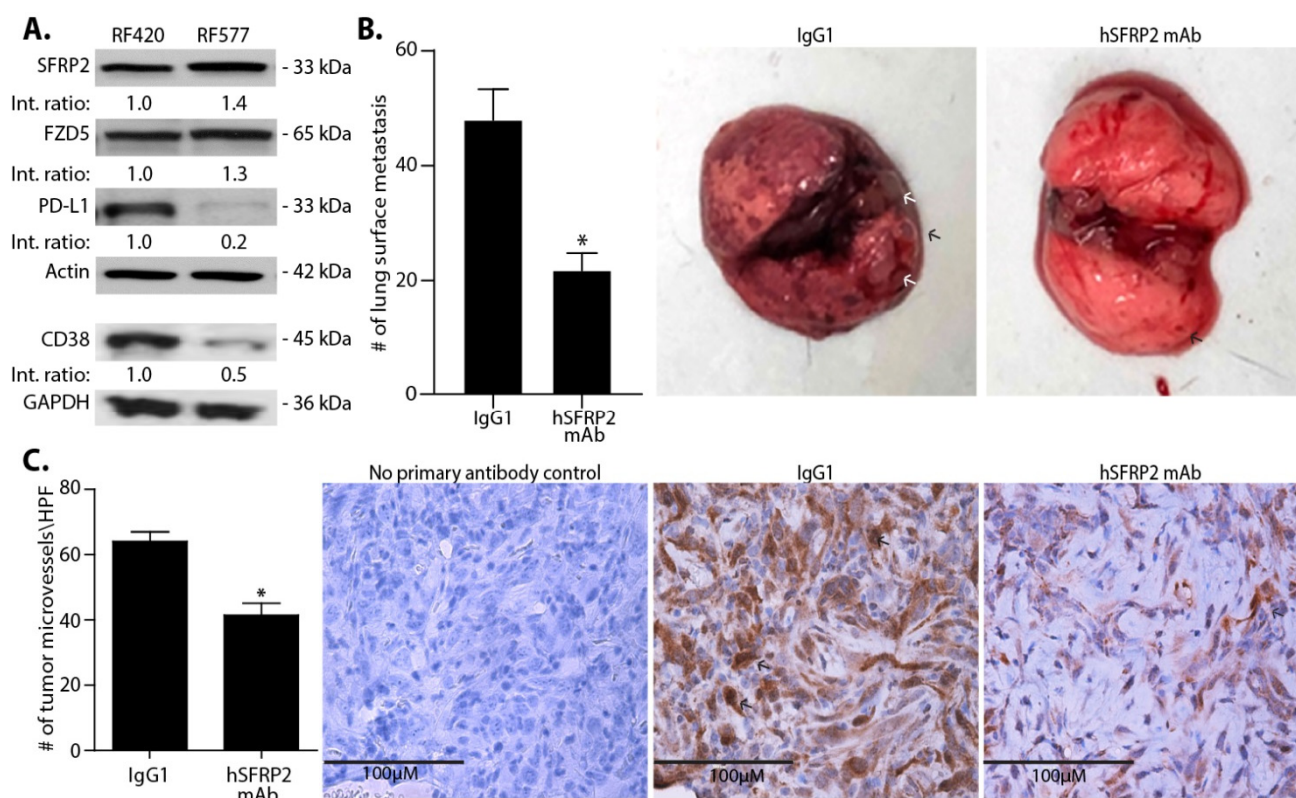 A.
RF420 RF577
SFRP2 - 33 kDa
Int. ratio: 1.0 1.4
FZD5 - 65 kDa
Int. ratio: 1.0 1.3
PD-L1 - 33 kDa
Int. ratio: 1.0 0.2
Actin - 42 kDa
CD38 - 45 kDa
Int. ratio: 1.0 0.5
GAPDH - 36 kDa
B.
# of lung surface metastasis
60
40
20
0
IgG1 hSFRP2
mAb
IgG1 hSFRP2 mAb
C.
# of tumor microvessels\HPF
80
60
40
20
0
*
*
IgG1 hSFRP2
mAb
No primary antibody control IgG1 hSFRP2 mAb
100μM 100μM 100μM